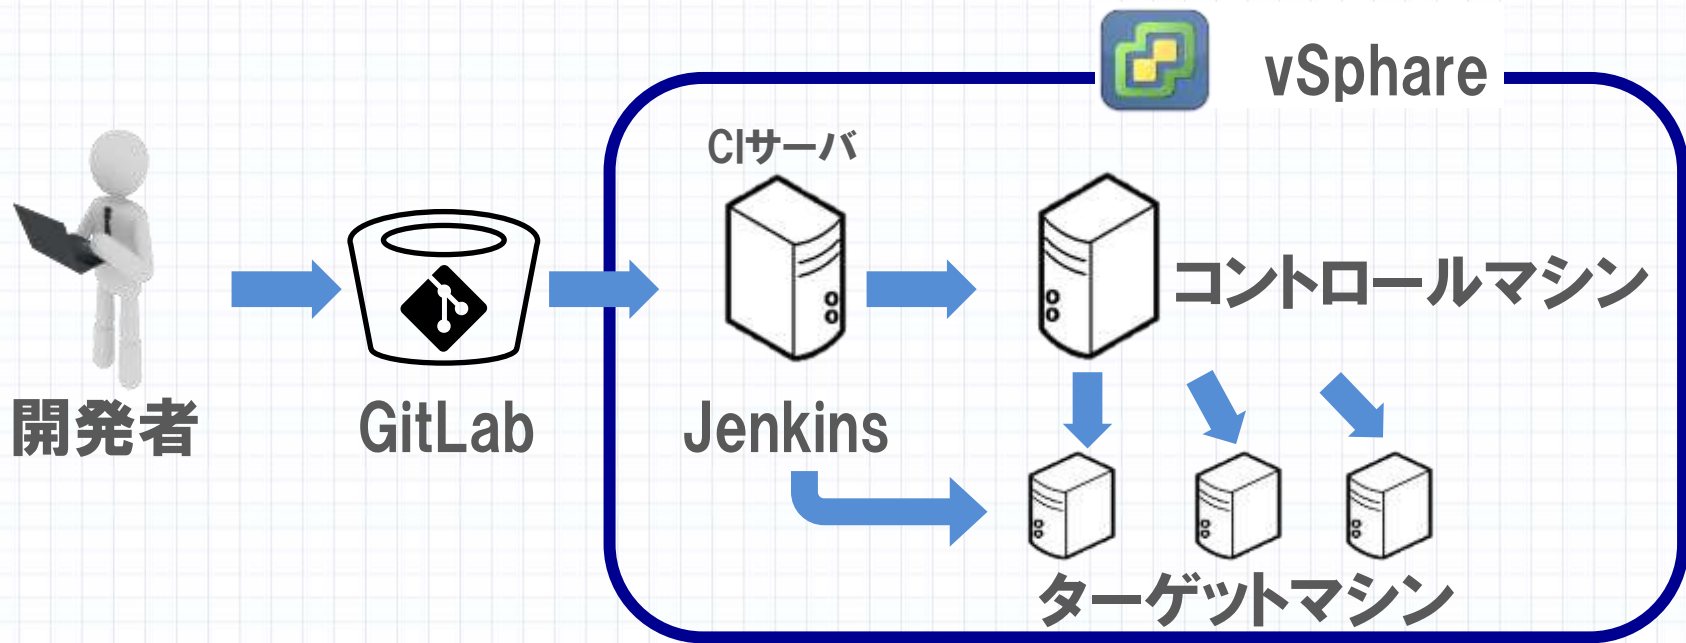 vSphare
CIサーバ
コントロールマシン
開発者
GitLab
Jenkins
ターゲットマシン